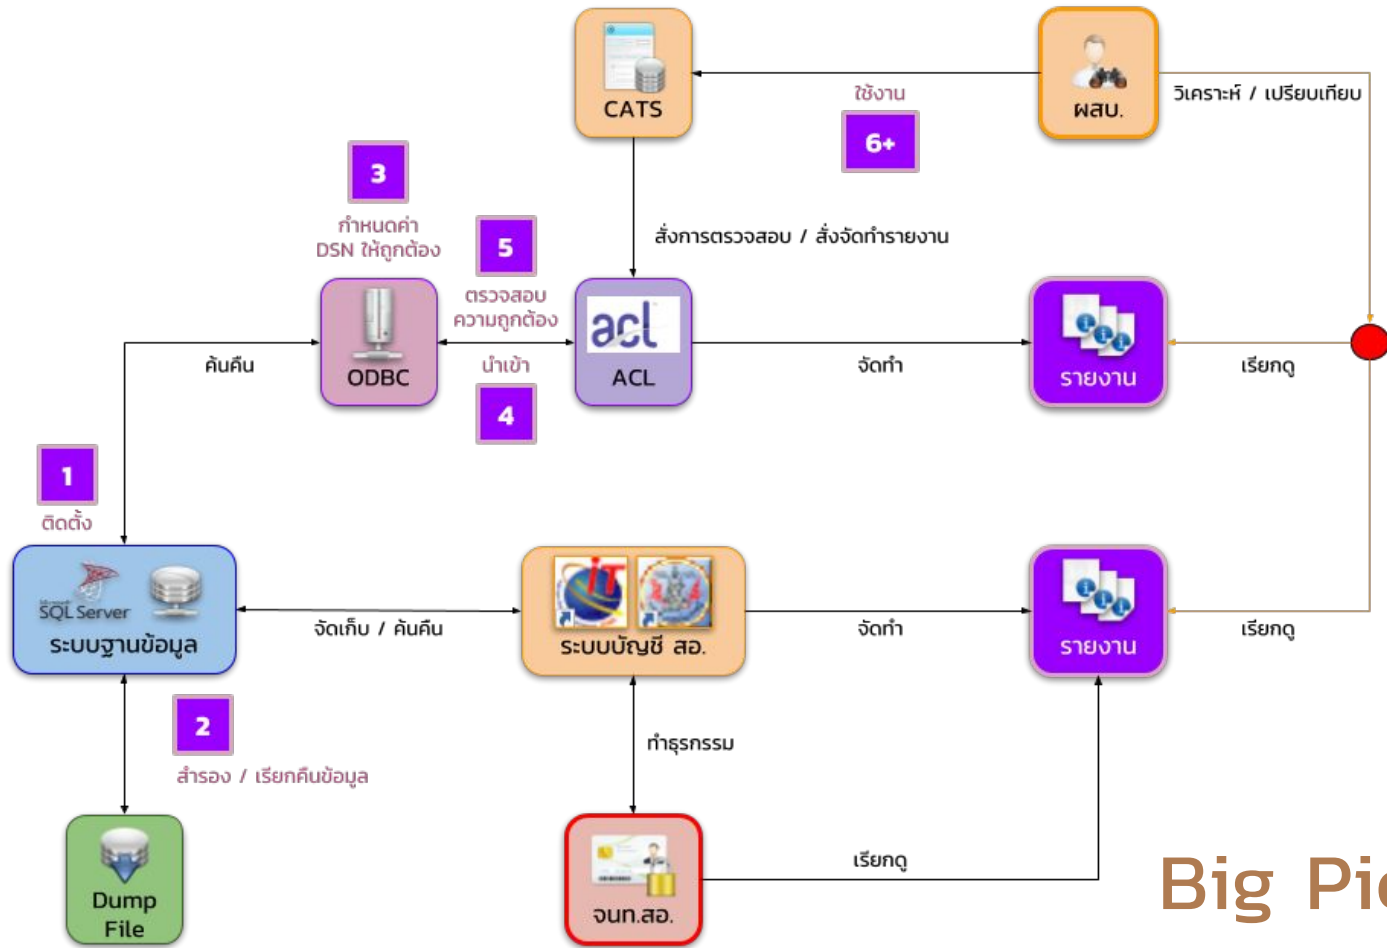 CATS
ผสบ.
ใช้งาน
วิเคราะห์ / เปรียบเทียบ
6+
3
กำหนดค่า
DSN ให้ถูกต้อง
5
สั่งการตรวจสอบ / สั่งจัดทำรายงาน
ตรวจสอบ
ความถูกต้อง
acl
ค้นคืน
ODBC
นำเข้า
ACL
จัดทำ
รายงาน
เรียกดู
4
1
ติดตั้ง
iT
SQL Server
ระบบฐานข้อมูล
จัดเก็บ / ค้นคืน
ระบบบัญชี สอ.
จัดทำ
รายงาน
เรียกดู
2
ทำธุรกรรม
สำรอง / เรียกคืนข้อมูล
Dump
File
จนท.สอ.
เรียกดู
Big Pic